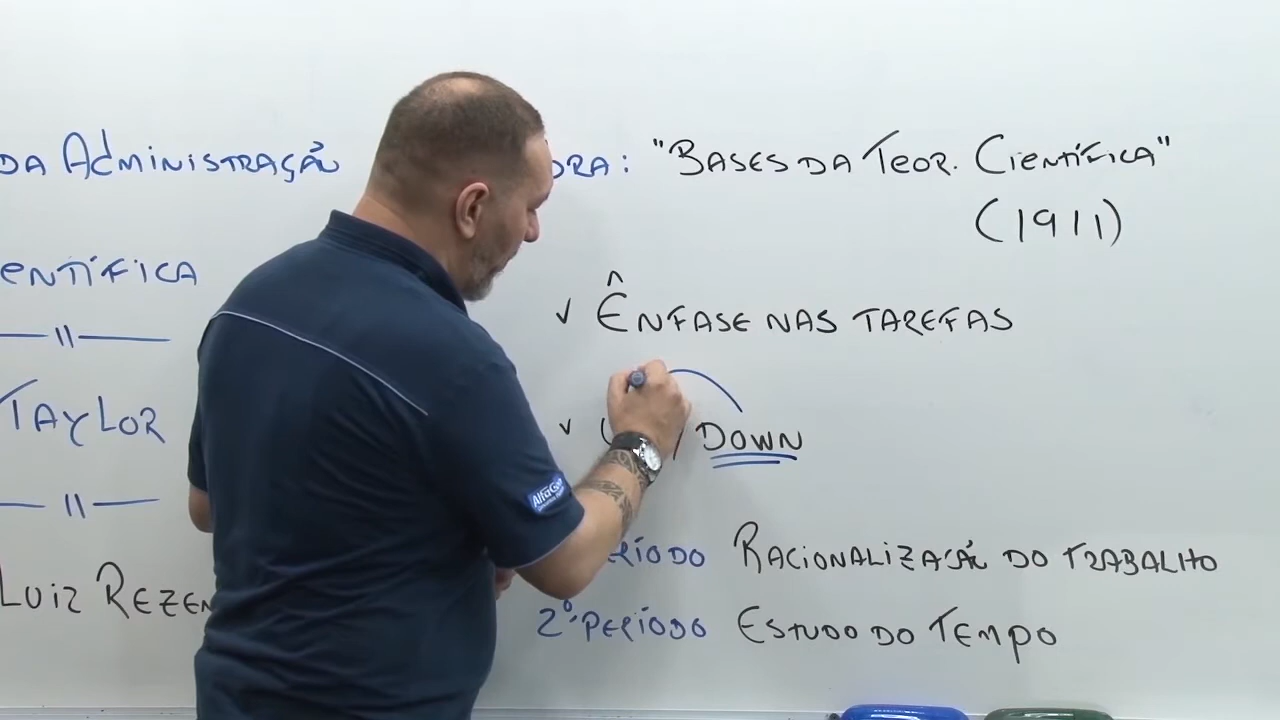 DA ADMINISTRAÇÃO
ENTÍFICA
TAYLOR
LUIZ REZEN
ORA: "BASES DA TEOR. CIENTÍFICA"
(1911)
ÊNFASE NAS TAREFAS
DOWN
RÍODO RACIONALIZAÇÃO DO TRABALHO
2º PERÍODO ESTUDO DO TEMPO